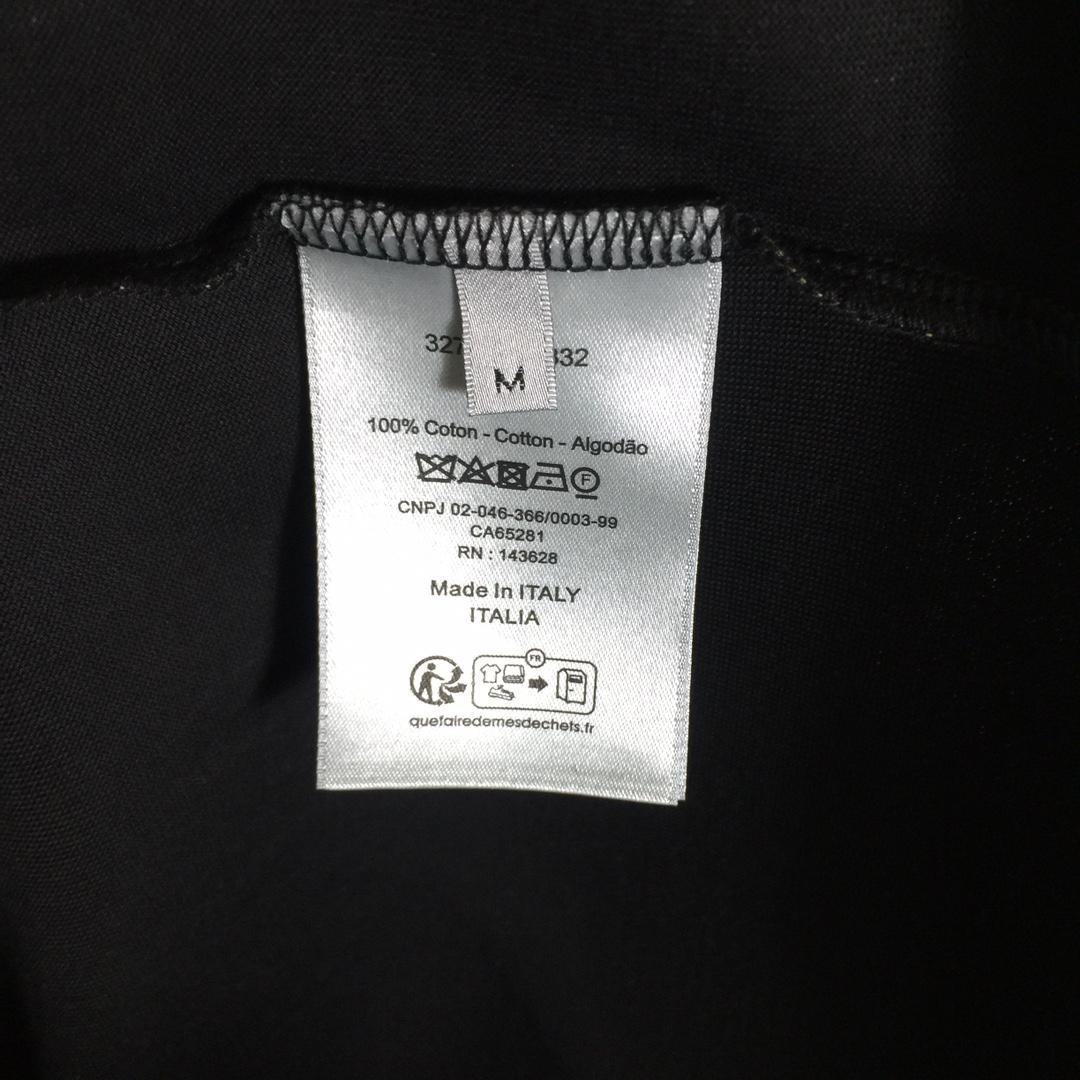 M
100% Coton - Cotton - Algodão
F
CNPJ 02-046-366/0003-99
CA65281
RN : 143628
Made In ITALY
ITALIA
FR
quefairedemesdechets.fr